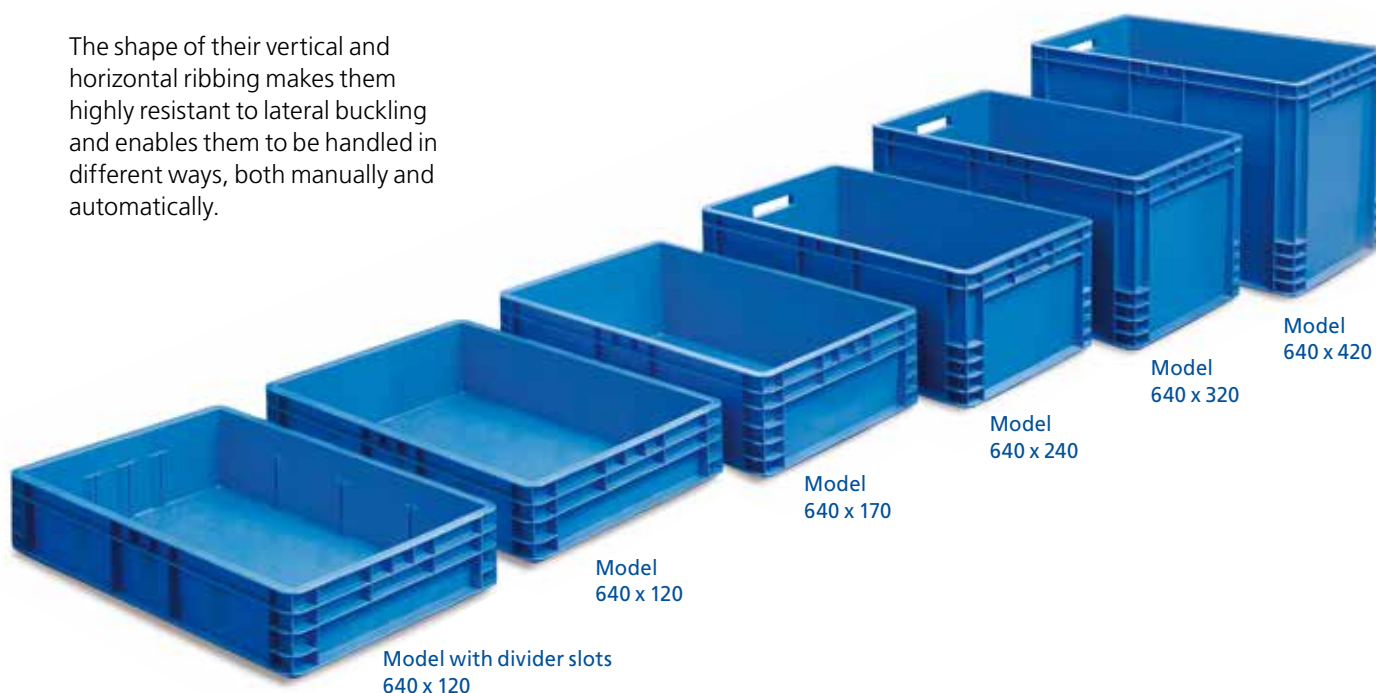 The shape of their vertical and
horizontal ribbing makes them
highly resistant to lateral buckling
and enables them to be handled in
different ways, both manually and
automatically.
Model
640 x 420
Model
640 x 320
Model
640 x 240
Model
640 x 170
Model
640 x 120
Model with divider slots
640 x 120